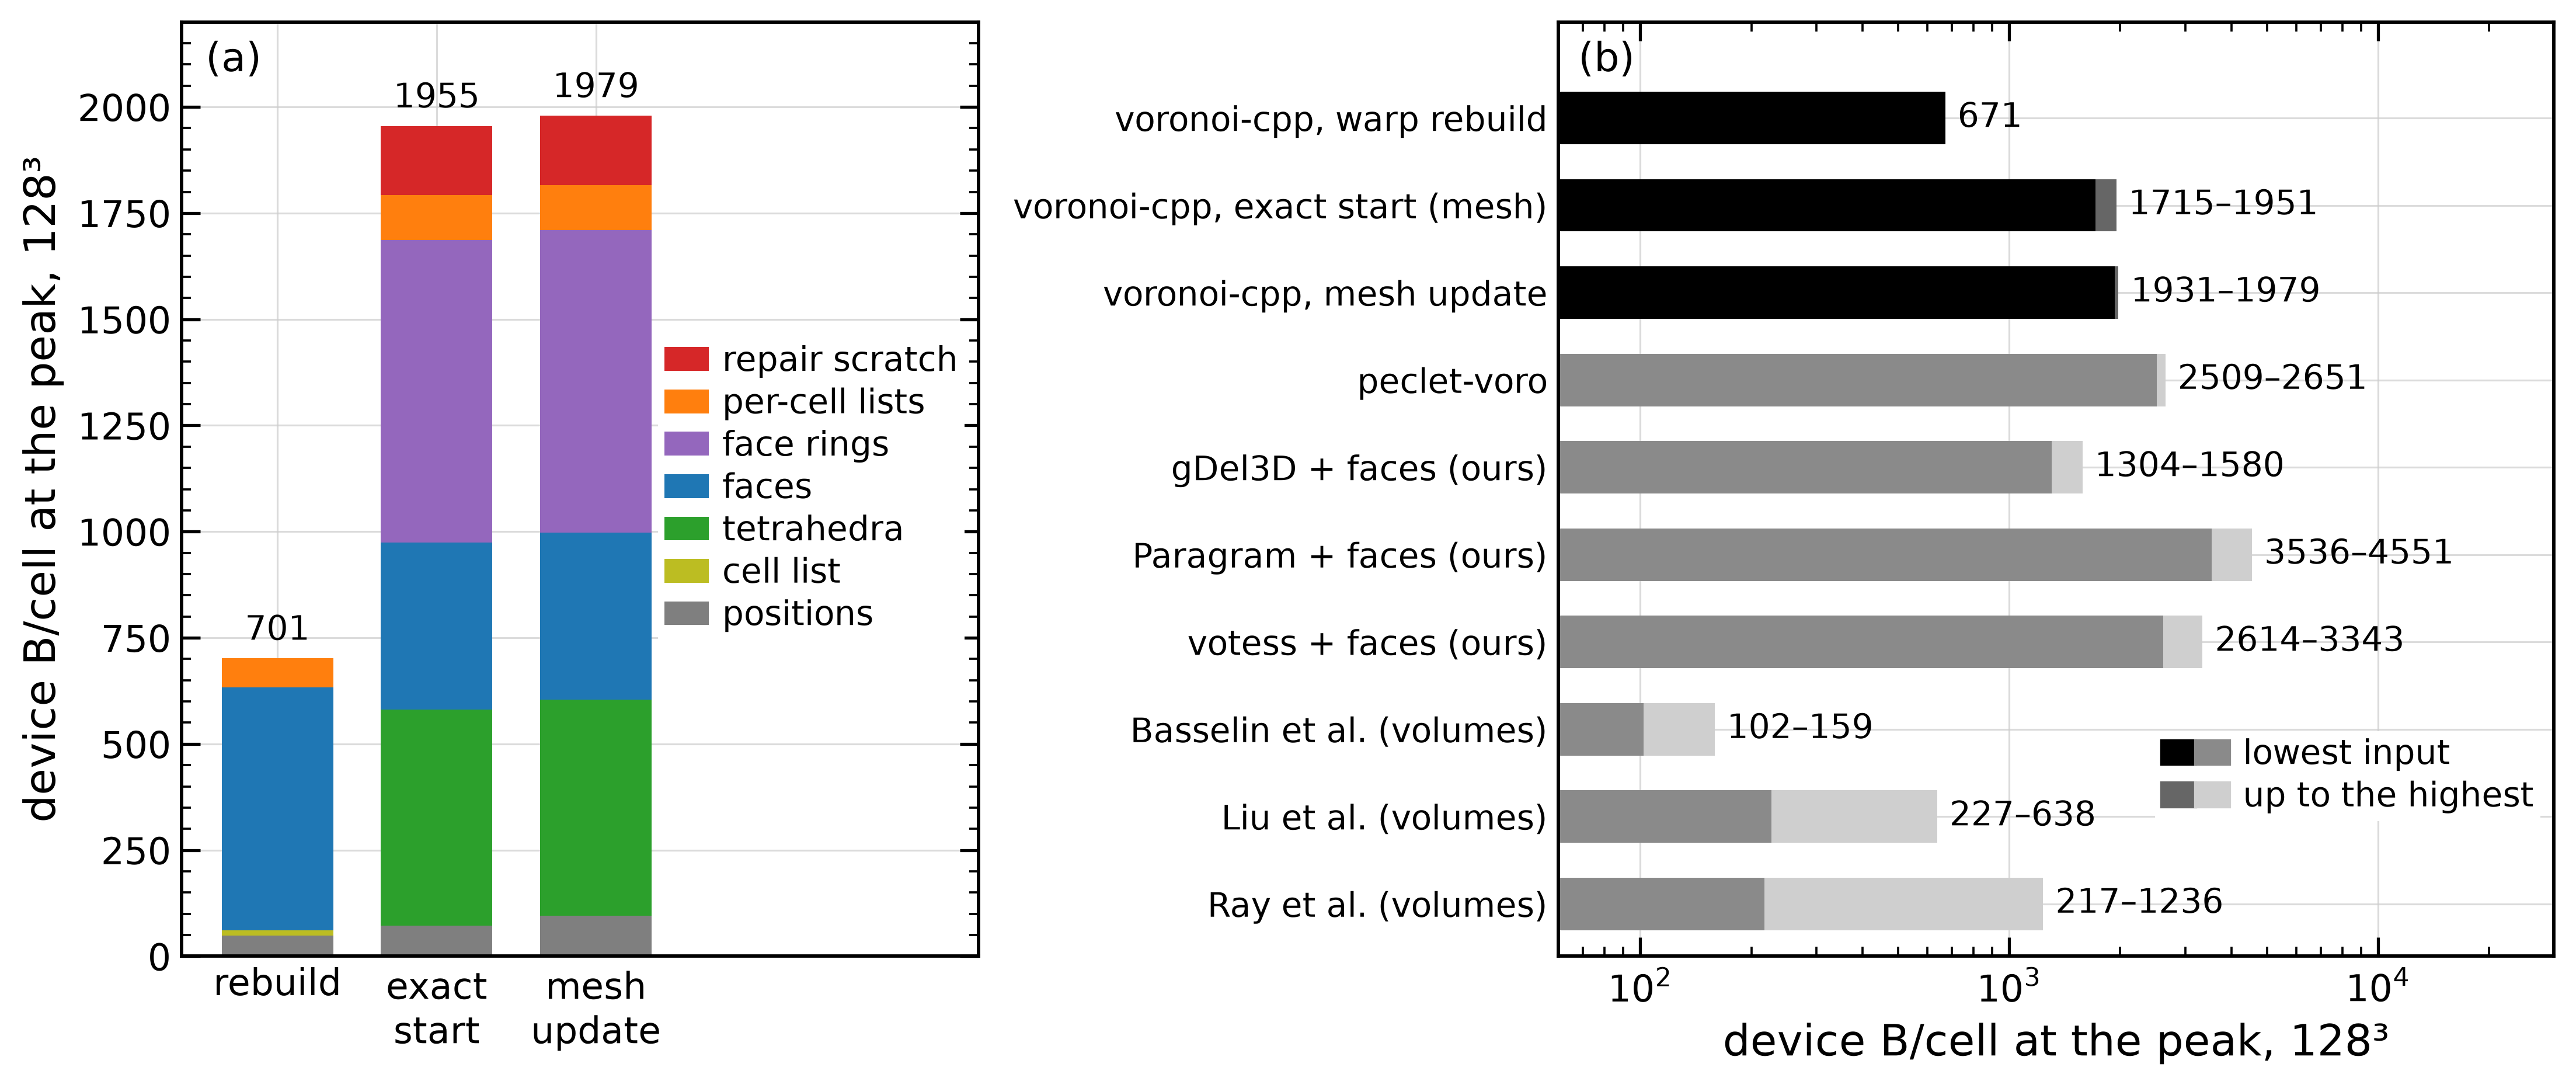 (a)
device B/cell at the peak, 128³
2000
1750
1500
1250
1000
750
500
250
0
701
1955
1979
repair scratch
per-cell lists
face rings
faces
tetrahedra
cell list
positions
rebuild
exact
start
mesh
update
(b)
voronoi-cpp, warp rebuild
671
voronoi-cpp, exact start (mesh)
1715–1951
voronoi-cpp, mesh update
1931–1979
peclet-voro
2509–2651
gDel3D + faces (ours)
1304–1580
Paragram + faces (ours)
3536–4551
votess + faces (ours)
2614–3343
Basselin et al. (volumes)
102–159
Liu et al. (volumes)
227–638
Ray et al. (volumes)
217–1236
lowest input
up to the highest
10²
10³
10⁴
device B/cell at the peak, 128³